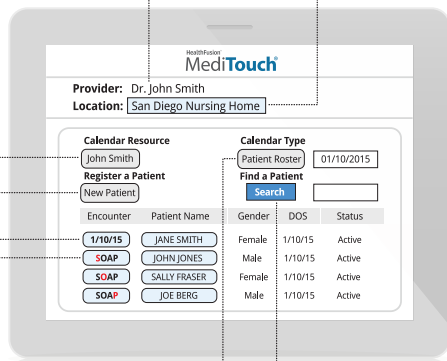 HealthFusion®
MediTouch®
Provider: Dr. John Smith
Location: San Diego Nursing Home
Calendar Resource Calendar Type
John Smith Patient Roster 01/10/2015
Register a Patient Find a Patient
New Patient Search
Encounter Patient Name Gender DOS Status
1/10/15 JANE SMITH Female 1/10/15 Active
SOAP JOHN JONES Male 1/10/15 Active
SOAP SALLY FRASER Female 1/10/15 Active
SOAP JOE BERG Male 1/10/15 Active